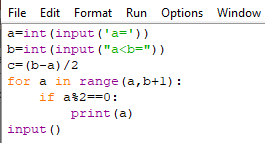 File Edit Format Run Options Window
a=int(input('a='))
b=int(input("a<b="))
c=(b-a)/2
for a in range(a,b+1):
    if a%2==0:
        print(a)
input()